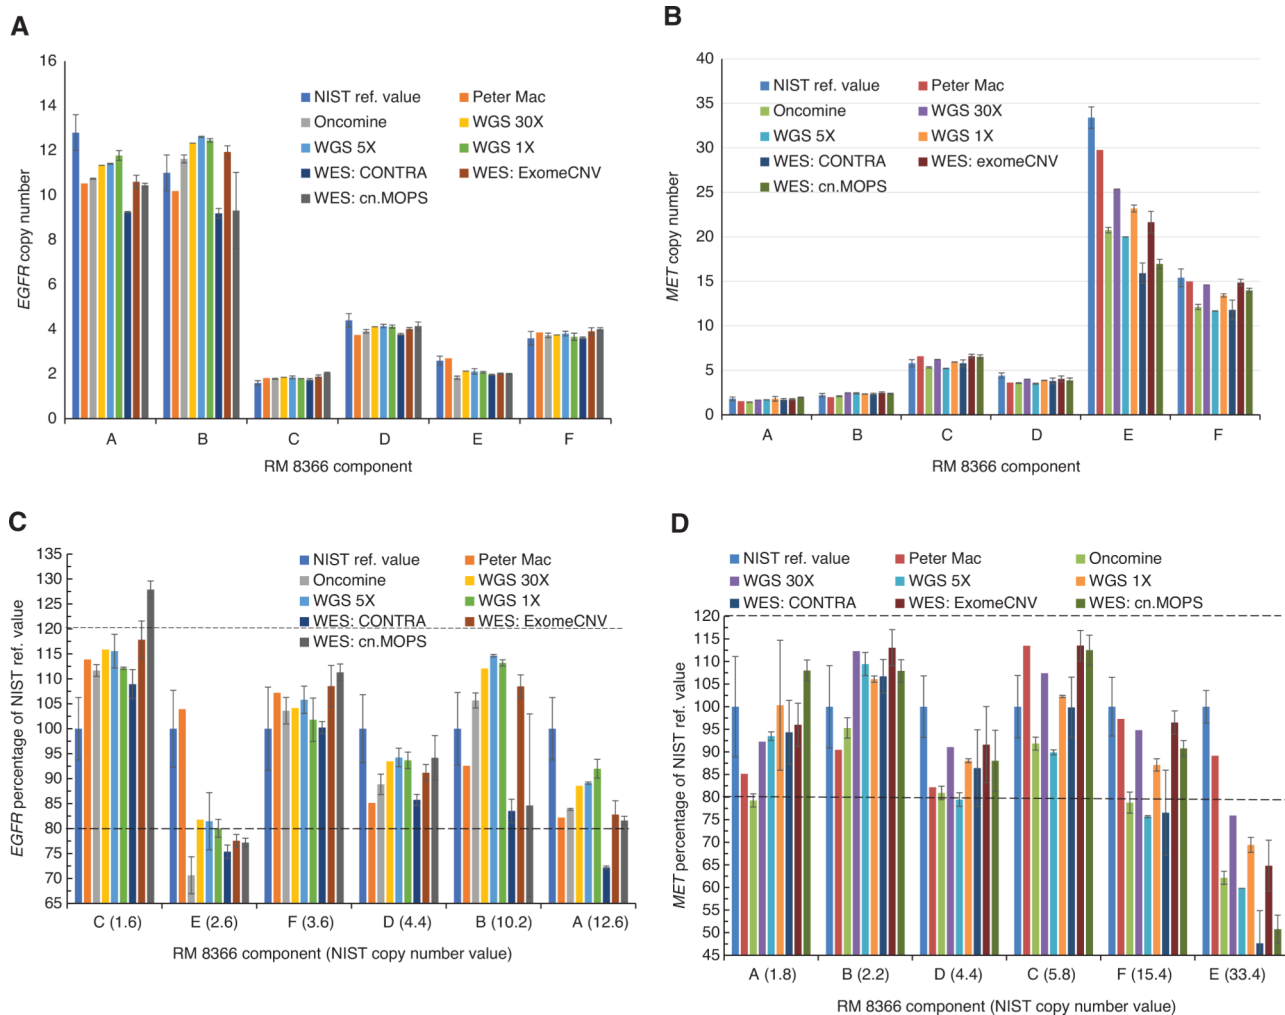 A
16
14
12
10
8
6
4
2
0
EGFR copy number
NIST ref. value
Peter Mac
Oncomine
WGS 30X
WGS 5X
WGS 1X
WES: CONTRA
WES: ExomeCNV
WES: cn.MOPS
A B C D E F
RM 8366 component
B
40
35
30
25
20
15
10
5
0
MET copy number
NIST ref. value
Peter Mac
Oncomine
WGS 30X
WGS 5X
WGS 1X
WES: CONTRA
WES: exomeCNV
WES: cn.MOPS
A B C D E F
RM 8366 component
C
135
130
125
120
115
110
105
100
95
90
85
80
75
70
65
EGFR percentage of NIST ref. value
NIST ref. value
Peter Mac
Oncomine
WGS 30X
WGS 5X
WGS 1X
WES: CONTRA
WES: ExomeCNV
WES: cn.MOPS
C (1.6) E (2.6) F (3.6) D (4.4) B (10.2) A (12.6)
RM 8366 component (NIST copy number value)
D
NIST ref. value
Peter Mac
Oncomine
WGS 30X
WGS 5X
WGS 1X
WES: CONTRA
WES: ExomeCNV
WES: cn.MOPS
120
115
110
105
100
95
90
85
80
75
70
65
60
55
50
45
MET percentage of NIST ref. value
A (1.8) B (2.2) D (4.4) C (5.8) F (15.4) E (33.4)
RM 8366 component (NIST copy number value)